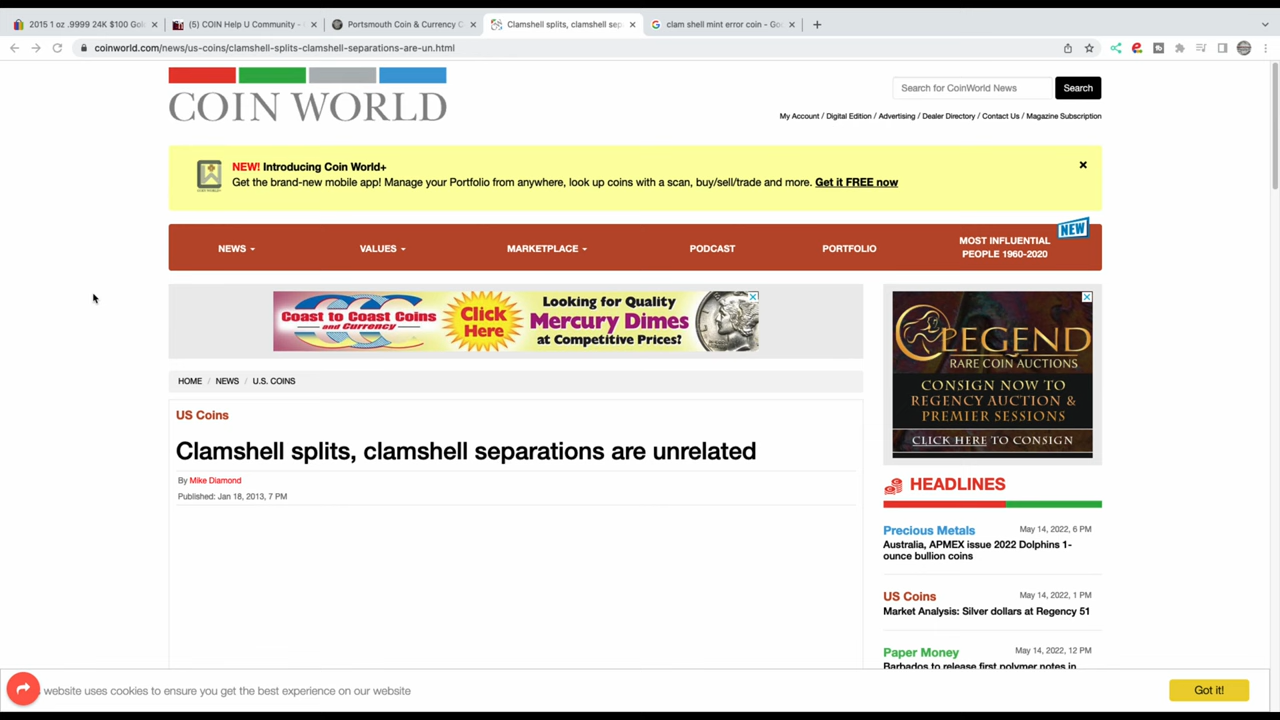 2015 1 oz .9999 24K $100 Gol
(5) COIN Help U Community -
Portsmouth Coin & Currency C
Clamshell splits, clamshell sep
clam shell mint error coin - Goo
coinworld.com/news/us-coins/clamshell-splits-clamshell-separations-are-un.html
COIN WORLD
Search for CoinWorld News
Search
My Account / Digital Edition / Advertising / Dealer Directory / Contact Us / Magazine Subscription
NEW! Introducing Coin World+
Get the brand-new mobile app! Manage your Portfolio from anywhere, look up coins with a scan, buy/sell/trade and more. Get it FREE now
NEW
NEWS
VALUES
MARKETPLACE
PODCAST
PORTFOLIO
MOST INFLUENTIAL
PEOPLE 1960-2020
Coast to Coast Coins
and Currency
Click
Here
Looking for Quality
Mercury Dimes
at Competitive Prices?
LEGEND
RARE COIN AUCTIONS
CONSIGN NOW TO
REGENCY AUCTION &
PREMIER SESSIONS
CLICK HERE TO CONSIGN
HOME / NEWS / U.S. COINS
US Coins
Clamshell splits, clamshell separations are unrelated
By Mike Diamond
Published: Jan 18, 2013, 7 PM
HEADLINES
Precious Metals
May 14, 2022, 6 PM
Australia, APMEX issue 2022 Dolphins 1-
ounce bullion coins
US Coins
May 14, 2022, 1 PM
Market Analysis: Silver dollars at Regency 51
Paper Money
May 14, 2022, 12 PM
Barbados to release first polymer notes in
website uses cookies to ensure you get the best experience on our website
Got it!